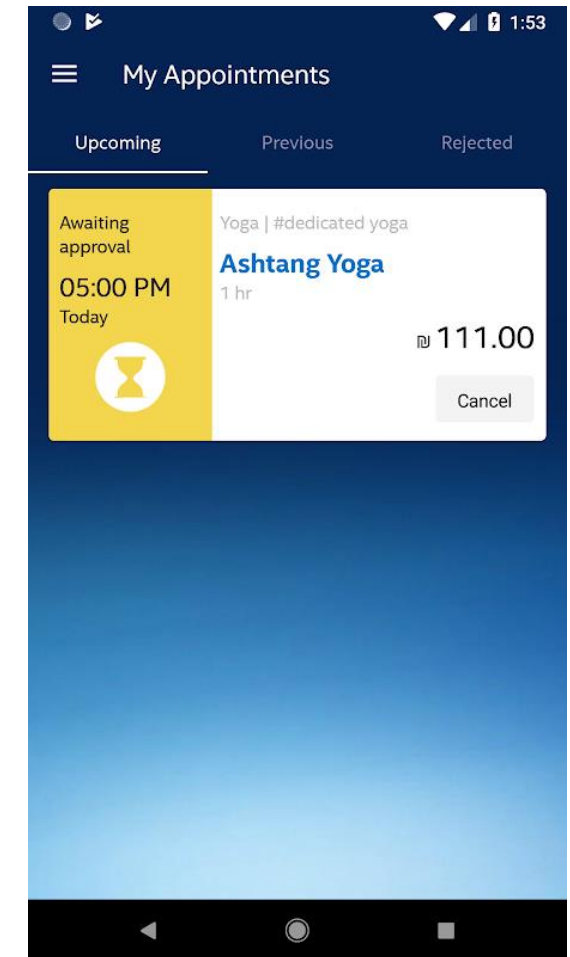 1:53
My Appointments
Upcoming Previous Rejected
Awaiting
approval
05:00 PM
Today
Yoga | #dedicated yoga
Ashtang Yoga
1 hr
₪ 111.00
Cancel